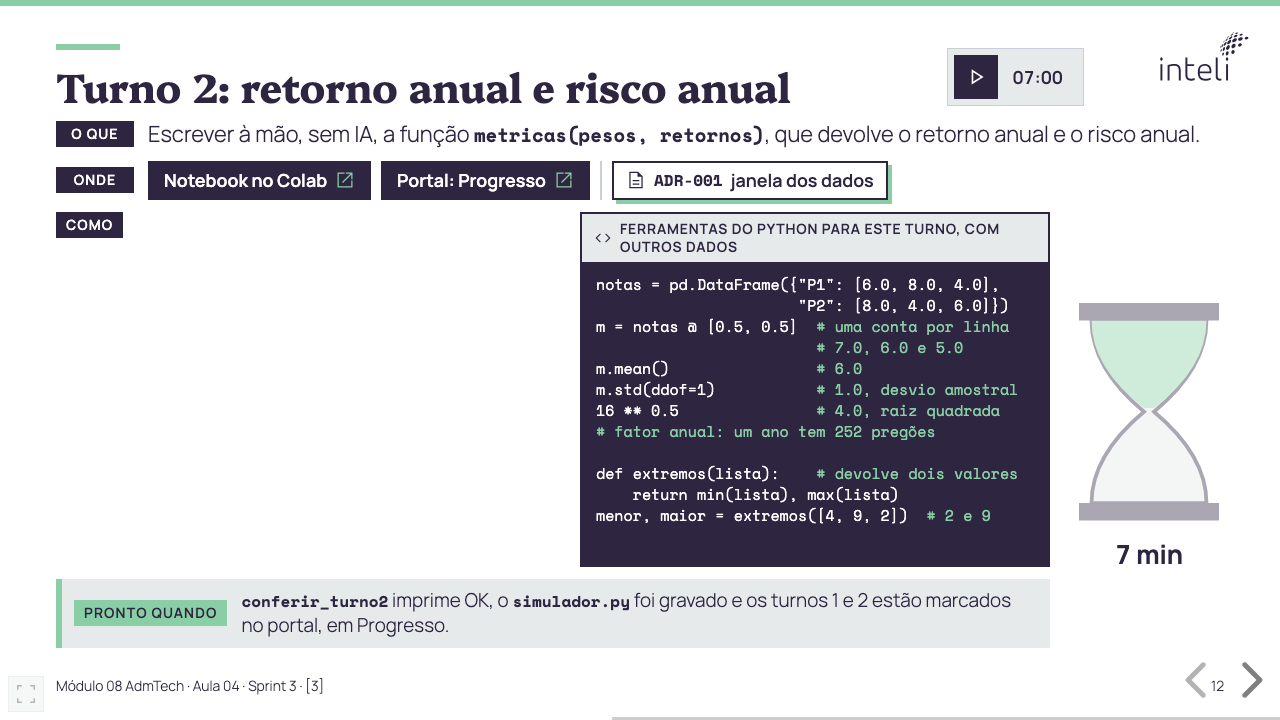 Turno 2: retorno anual e risco anual
07:00
inteli
O QUE
Escrever à mão, sem IA, a função metricas(pesos, retornos), que devolve o retorno anual e o risco anual.
ONDE
Notebook no Colab
Portal: Progresso
ADR-001 janela dos dados
COMO
FERRAMENTAS DO PYTHON PARA ESTE TURNO, COM
OUTROS DADOS
notas = pd.DataFrame({"P1": [6.0, 8.0, 4.0],
"P2": [8.0, 4.0, 6.0]})
m = notas @ [0.5, 0.5]  # uma conta por linha
# 7.0, 6.0 e 5.0
m.mean()  # 6.0
m.std(ddof=1)  # 1.0, desvio amostral
16 ** 0.5  # 4.0, raiz quadrada
# fator anual: um ano tem 252 pregões
def extremos(lista):  # devolve dois valores
return min(lista), max(lista)
menor, maior = extremos([4, 9, 2])  # 2 e 9
7 min
PRONTO QUANDO
conferir_turno2 imprime OK, o simulador.py foi gravado e os turnos 1 e 2 estão marcados
no portal, em Progresso.
Módulo 08 AdmTech · Aula 04 · Sprint 3 · [3]
12